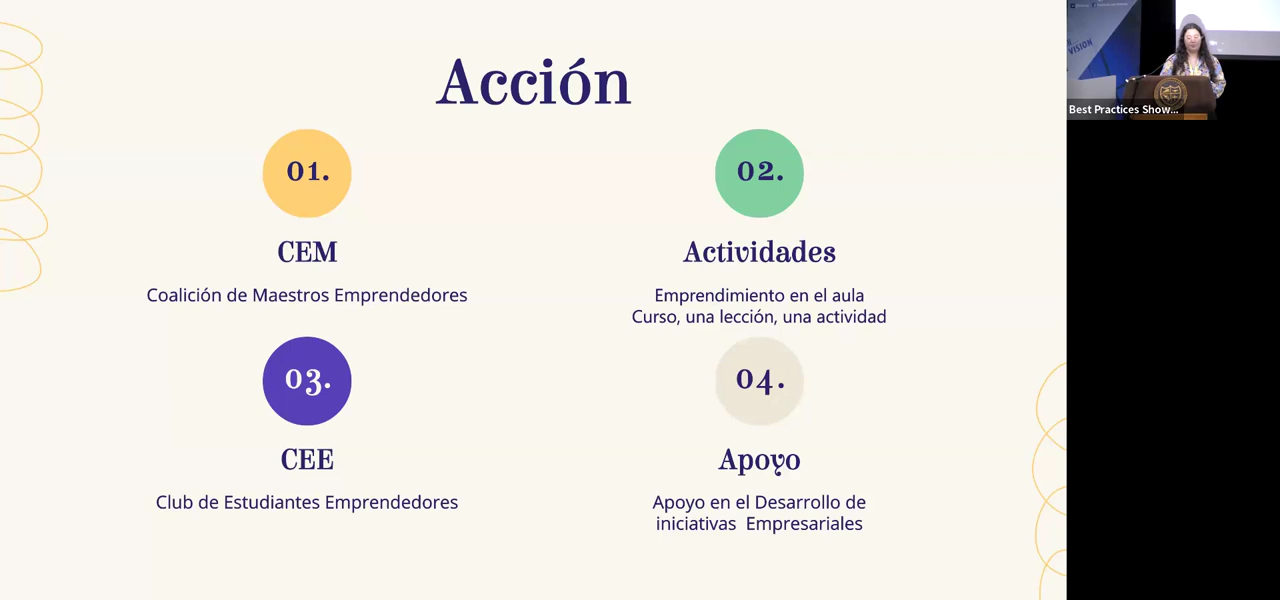 Acción
01.
CEM
Coalición de Maestros Emprendedores
02.
Actividades
Emprendimiento en el aula
Curso, una lección, una actividad
03.
CEE
Club de Estudiantes Emprendedores
04.
Apoyo
Apoyo en el Desarrollo de
iniciativas Empresariales
VISION
Best Practices Show...